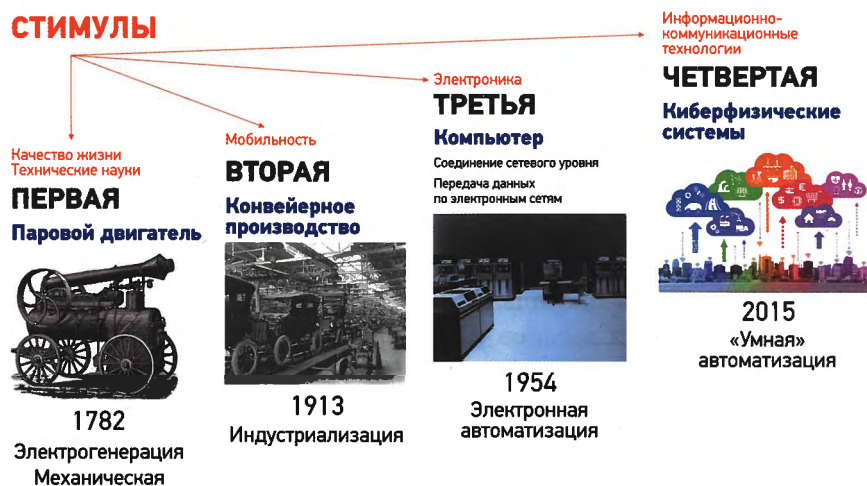 СТИМУЛЫ
Качество жизни
Технические науки
ПЕРВАЯ
Паровой двигатель
1782
Электрогенерация
Механическая
Мобильность
ВТОРАЯ
Конвейерное
производство
1913
Индустриализация
Электроника
ТРЕТЬЯ
Компьютер
Соединение сетевого уровня
Передача данных
по электронным сетям
1954
Электронная
автоматизация
Информационно-
коммуникационные
технологии
ЧЕТВЕРТАЯ
Киберфизические
системы
2015
«Умная»
автоматизация